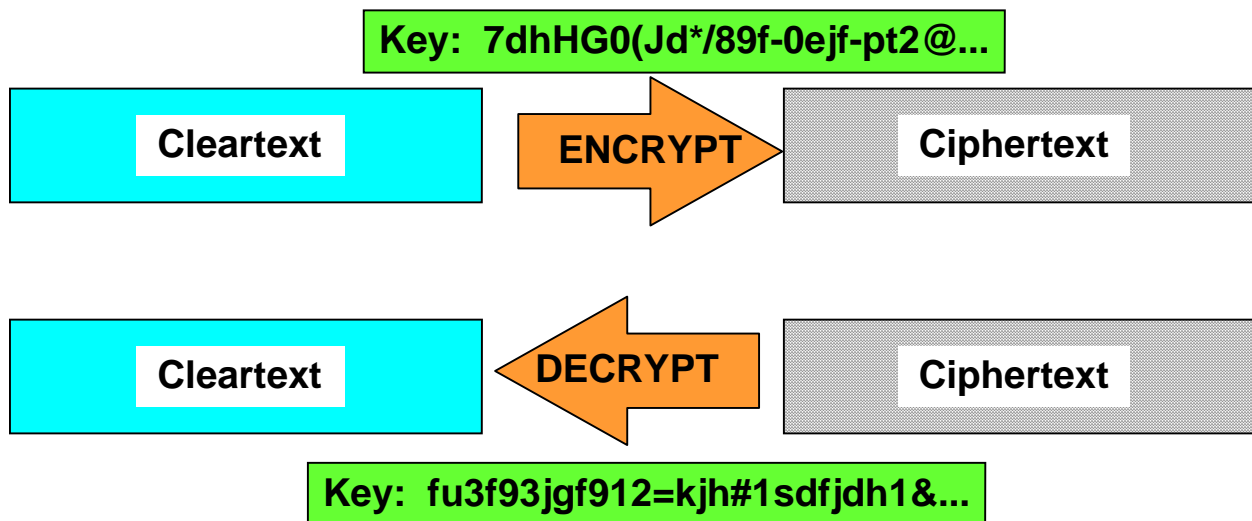 Key: 7dhHG0(Jd*/89f-0ejf-pt2@...
Cleartext
ENCRYPT
Ciphertext
Cleartext
DECRYPT
Ciphertext
Key: fu3f93jgf912=kjh#1sdfjdh1&...